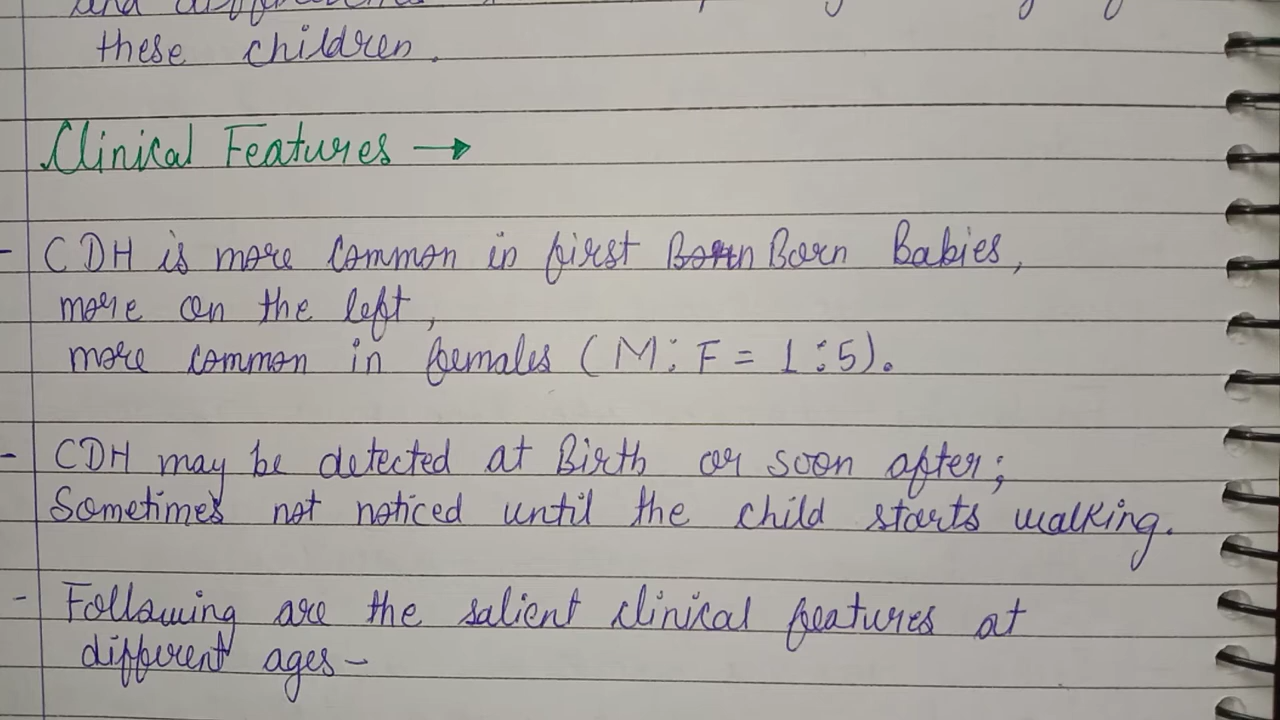 and
these children.
Clinical Features →
- CDH is more common in first Born Born Babies,
more on the left,
more common in females (M: F = 1:5).
- CDH may be detected at Birth or soon after;
Sometimes not noticed until the child starts walking.
- Following are the salient clinical features at
different ages-